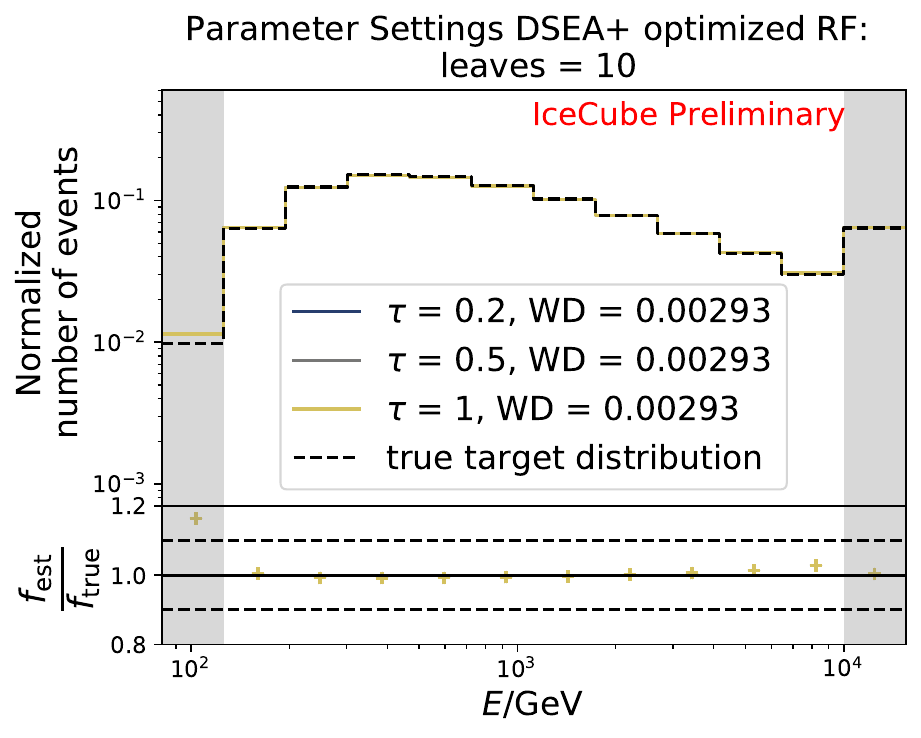 Parameter Settings DSEA+ optimized RF:
leaves = 10
IceCube Preliminary
Normalized
number of events
10⁻¹
10⁻²
10⁻³
τ = 0.2, WD = 0.00293
τ = 0.5, WD = 0.00293
τ = 1, WD = 0.00293
true target distribution
1.2
1.0
0.8
f_est
f_true
10²
10³
10⁴
E/GeV